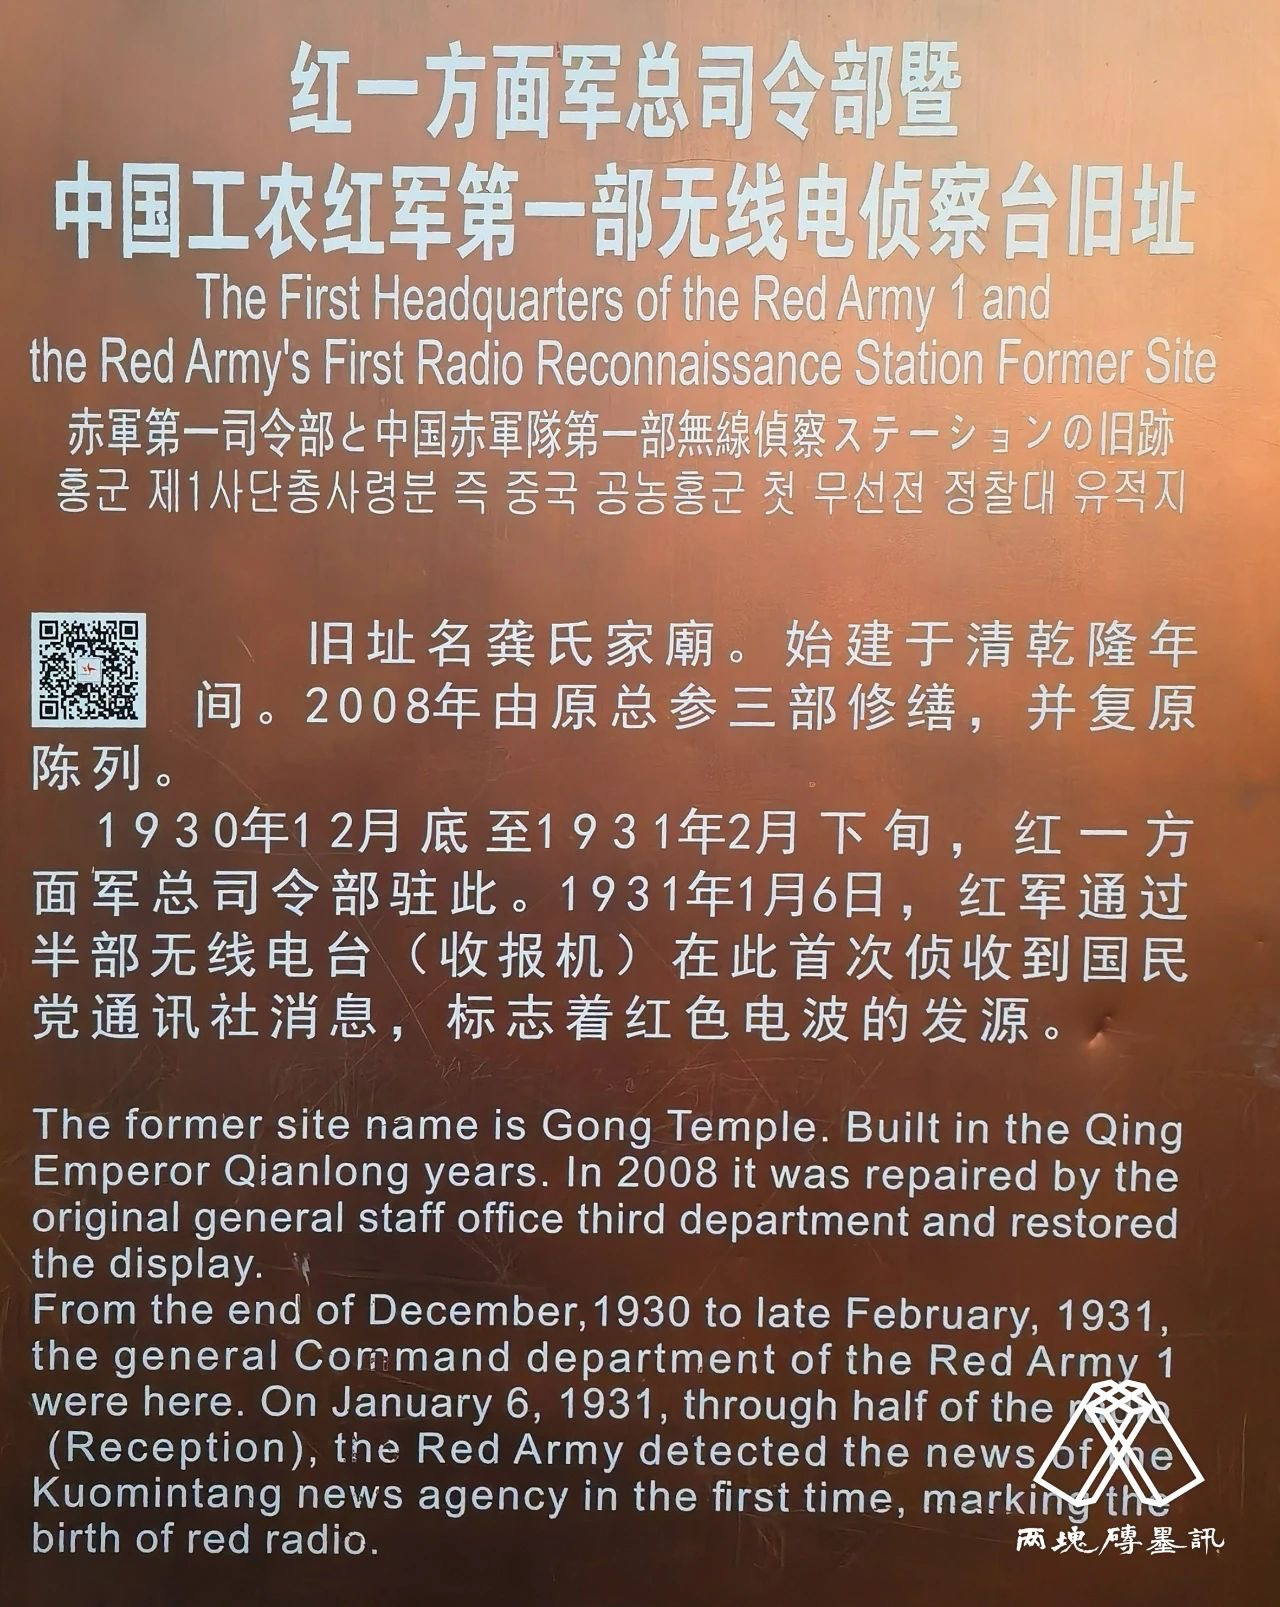 红一方面军总司令部暨
中国工农红军第一部无线电侦察台旧址
The First Headquarters of the Red Army 1 and
the Red Army's First Radio Reconnaissance Station Former Site
赤軍第一司令部と中国赤軍隊第一部無線偵察ステーションの旧跡
홍군 제1사단총사령분 즉 중국 공농홍군 첫 무선전 정찰대 유적지
旧址名龚氏家廟。始建于清乾隆年
间。2008年由原总参三部修缮，并复原
陈列。
1930年12月底至1931年2月下旬，红一方
面军总司令部驻此。1931年1月6日，红军通过
半部无线电台（收报机）在此首次侦收到国民
党通讯社消息，标志着红色电波的发源。
The former site name is Gong Temple. Built in the Qing
Emperor Qianlong years. In 2008 it was repaired by the
original general staff office third department and restored
the display.
From the end of December,1930 to late February, 1931,
the general Command department of the Red Army 1
were here. On January 6, 1931, through half of the radio
(Reception), the Red Army detected the news of the
Kuomintang news agency in the first time, marking the
birth of red radio.
两塊磚墨訊